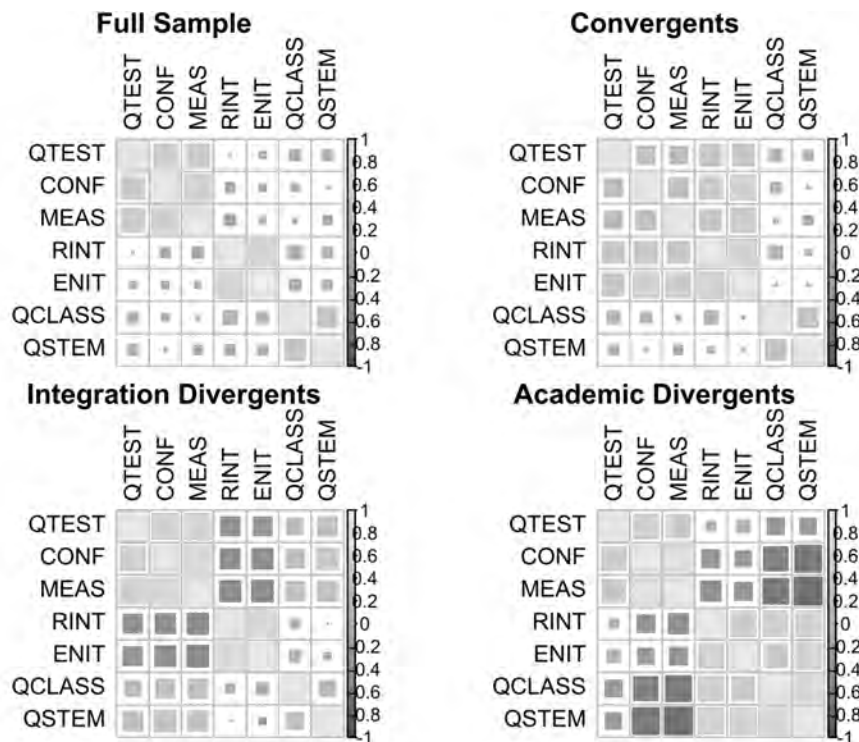 Full Sample
QTEST CONF MEAS RINT ENIT QCLASS QSTEM
QTEST
CONF
MEAS
RINT
ENIT
QCLASS
QSTEM
1
0.8
0.6
0.4
0.2
0
-0.2
-0.4
-0.6
-0.8
-1
Convergents
QTEST CONF MEAS RINT ENIT QCLASS QSTEM
QTEST
CONF
MEAS
RINT
ENIT
QCLASS
QSTEM
1
0.8
0.6
0.4
0.2
0
-0.2
-0.4
-0.6
-0.8
-1
Integration Divergents
QTEST CONF MEAS RINT ENIT QCLASS QSTEM
QTEST
CONF
MEAS
RINT
ENIT
QCLASS
QSTEM
1
0.8
0.6
0.4
0.2
0
-0.2
-0.4
-0.6
-0.8
-1
Academic Divergents
QTEST CONF MEAS RINT ENIT QCLASS QSTEM
QTEST
CONF
MEAS
RINT
ENIT
QCLASS
QSTEM
1
0.8
0.6
0.4
0.2
0
-0.2
-0.4
-0.6
-0.8
-1